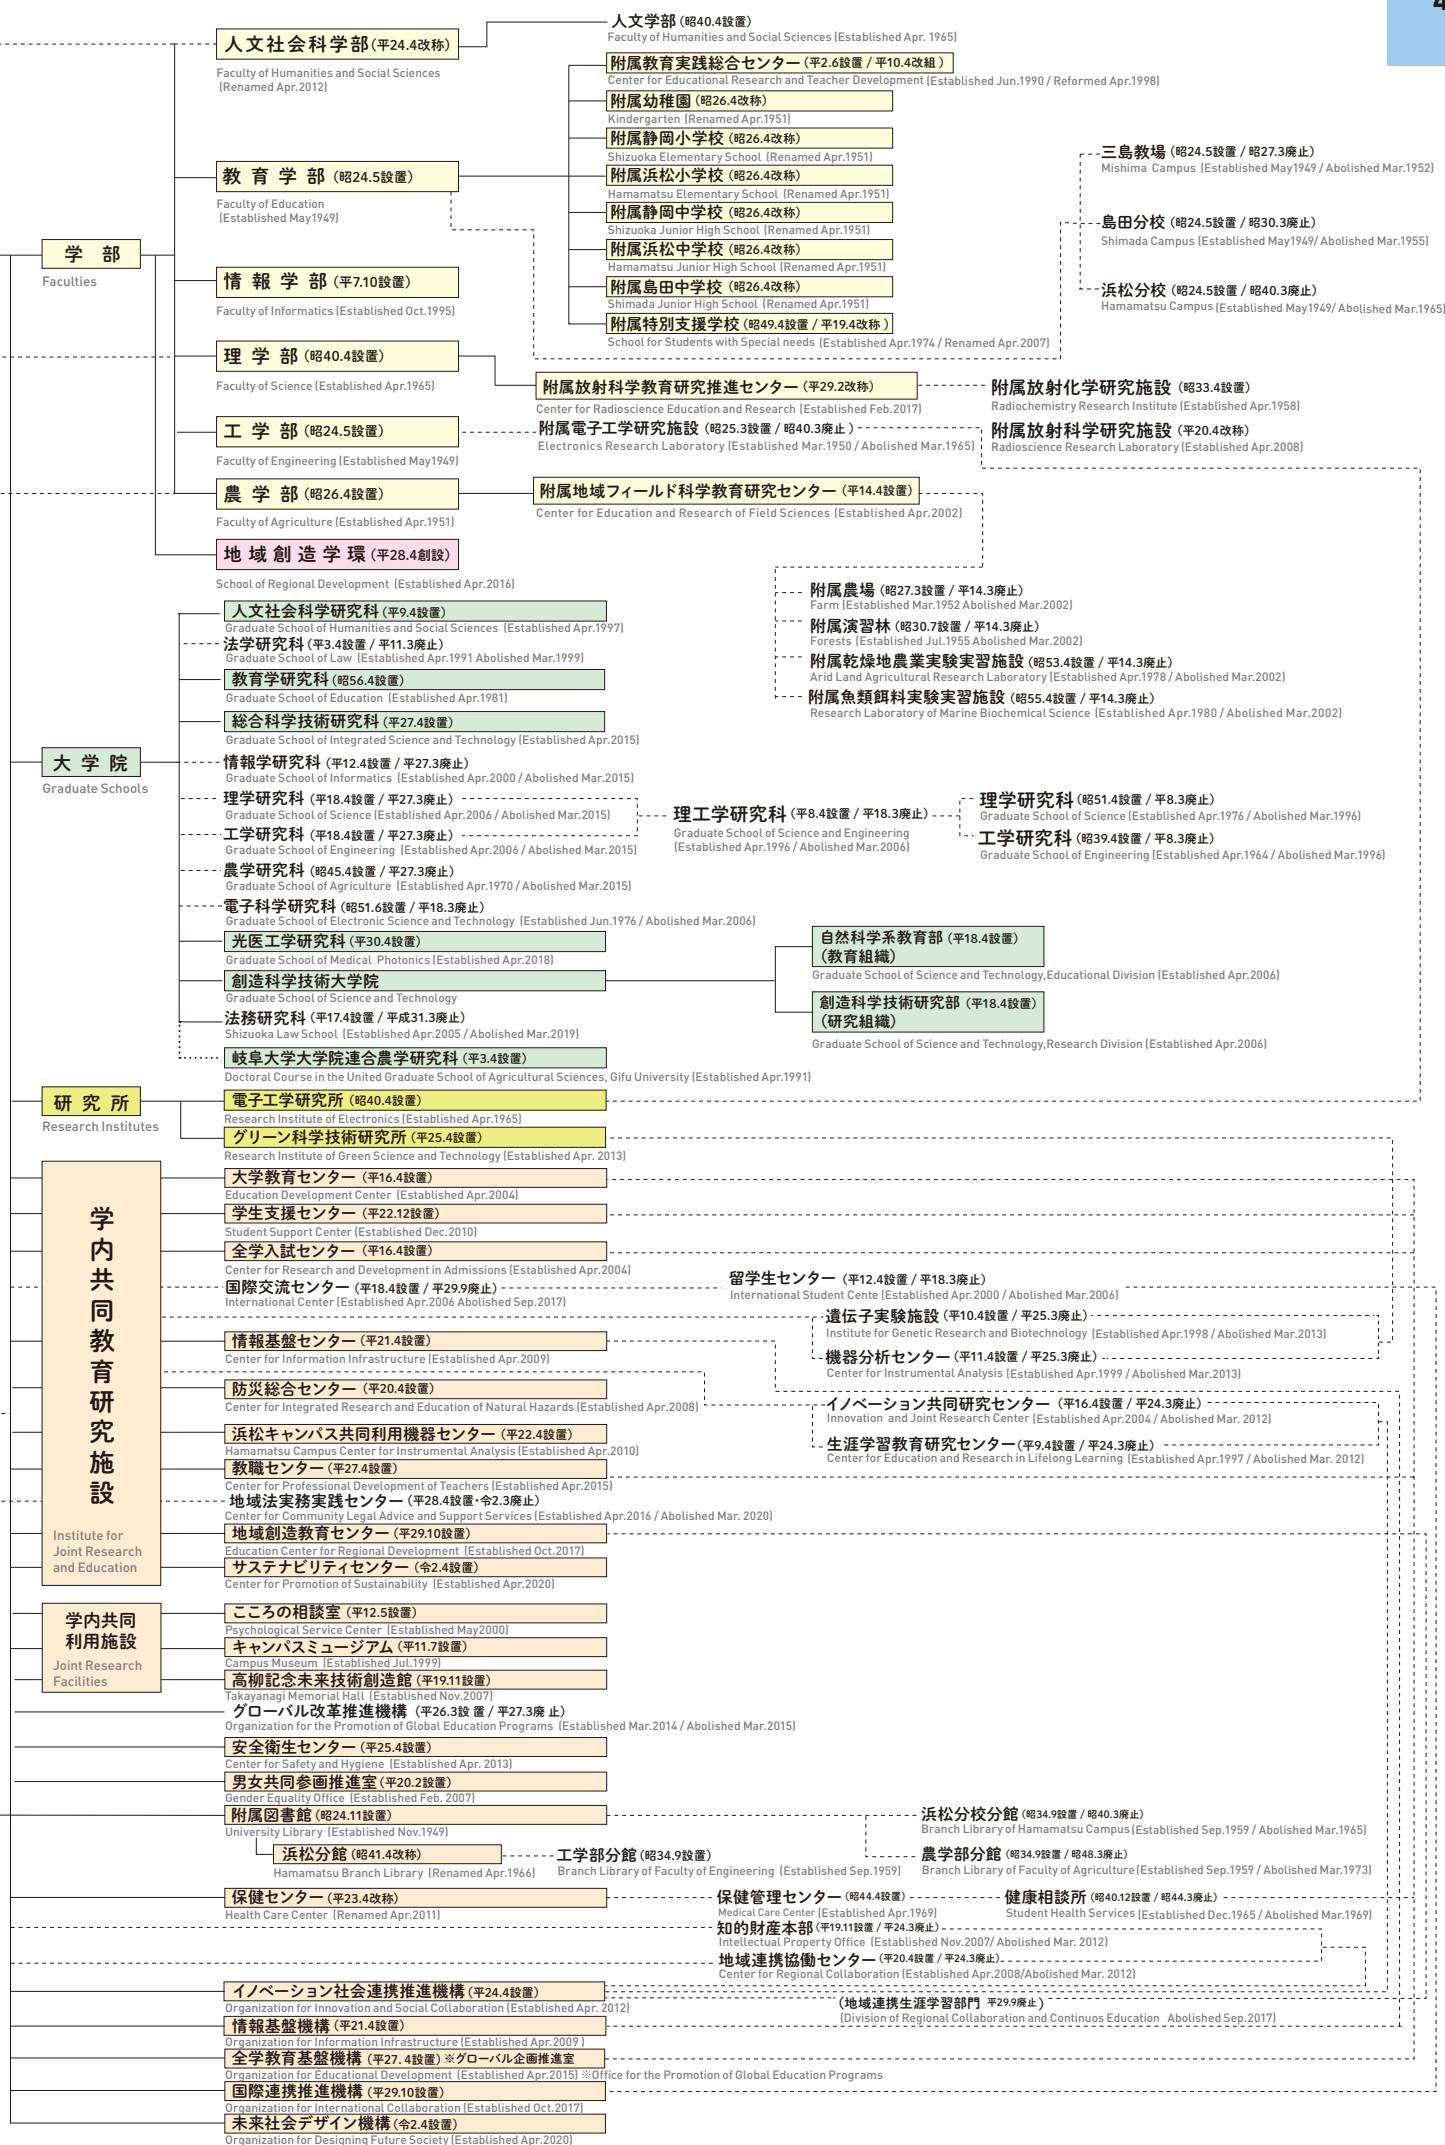 4
人文社会科学部(平24.4改称)
Faculty of Humanities and Social Sciences
(Renamed Apr.2012)
人文学部(昭40.4設置)
Faculty of Humanities and Social Sciences (Established Apr. 1965)
附属教育実践総合センター(平2.6設置 / 平10.4改組 )
Center for Educational Research and Teacher Development (Established Jun.1990 / Reformed Apr.1998)
附属幼稚園(昭26.4改称)
Kindergarten (Renamed Apr.1951)
附属静岡小学校(昭26.4改称)
Shizuoka Elementary School (Renamed Apr.1951)
附属浜松小学校(昭26.4改称)
Hamamatsu Elementary School (Renamed Apr.1951)
附属静岡中学校(昭26.4改称)
Shizuoka Junior High School (Renamed Apr.1951)
附属浜松中学校(昭26.4改称)
Hamamatsu Junior High School (Renamed Apr.1951)
附属島田中学校(昭26.4改称)
Shimada Junior High School (Renamed Apr.1951)
附属特別支援学校(昭49.4設置 / 平19.4改称 )
School for Students with Special needs (Established Apr.1974 / Renamed Apr.2007)
教育学部(昭24.5設置)
Faculty of Education
(Established May1949)
三島教場(昭24.5設置 / 昭27.3廃止)
Mishima Campus (Established May1949 / Abolished Mar.1952)
島田分校(昭24.5設置 / 昭30.3廃止)
Shimada Campus (Established May1949/ Abolished Mar.1955)
浜松分校(昭24.5設置 / 昭40.3廃止)
Hamamatsu Campus (Established May1949/ Abolished Mar.1965)
学部
Faculties
情報学部(平7.10設置)
Faculty of Informatics (Established Oct.1995)
理学部(昭40.4設置)
Faculty of Science (Established Apr.1965)
附属放射科学教育研究推進センター(平29.2改称)
Center for Radioscience Education and Research (Established Feb.2017)
附属放射化学研究施設(昭33.4設置)
Radiochemistry Research Institute (Established Apr.1958)
附属放射科学研究施設(平20.4改称)
Radioscience Research Laboratory (Established Apr.2008)
工学部(昭24.5設置)
Faculty of Engineering (Established May1949)
附属電子工学研究施設(昭25.3設置 / 昭40.3廃止 )
Electronics Research Laboratory (Established Mar.1950 / Abolished Mar.1965)
農学部(昭26.4設置)
Faculty of Agriculture (Established Apr.1951)
附属地域フィールド科学教育研究センター(平14.4設置)
Center for Education and Research of Field Sciences (Established Apr.2002)
地域創造学環(平28.4創設)
School of Regional Development (Established Apr.2016)
附属農場(昭27.3設置 / 平14.3廃止)
Farm (Established Mar.1952 Abolished Mar.2002)
附属演習林(昭30.7設置 / 平14.3廃止)
Forests (Established Jul.1955 Abolished Mar.2002)
附属乾燥地農業実験実習施設(昭53.4設置 / 平14.3廃止)
Arid Land Agricultural Research Laboratory (Established Apr.1978 / Abolished Mar.2002)
附属魚類餌料実験実習施設(昭55.4設置 / 平14.3廃止)
Research Laboratory of Marine Biochemical Science (Established Apr.1980 / Abolished Mar.2002)
人文社会科学研究科(平9.4設置)
Graduate School of Humanities and Social Sciences (Established Apr.1997)
法学研究科(平3.4設置 / 平11.3廃止)
Graduate School of Law (Established Apr.1991 Abolished Mar.1999)
教育学研究科(昭56.4設置)
Graduate School of Education (Established Apr.1981)
総合科学技術研究科(平27.4設置)
Graduate School of Integrated Science and Technology (Established Apr.2015)
大学院
Graduate Schools
情報学研究科(平12.4設置 / 平27.3廃止)
Graduate School of Informatics (Established Apr.2000 / Abolished Mar.2015)
理学研究科(平18.4設置 / 平27.3廃止)
Graduate School of Science (Established Apr.2006 / Abolished Mar.2015)
工学研究科(平18.4設置 / 平27.3廃止)
Graduate School of Engineering (Established Apr.2006 / Abolished Mar.2015)
理工学研究科(平8.4設置 / 平18.3廃止)
Graduate School of Science and Engineering
(Established Apr.1996 / Abolished Mar.2006)
理学研究科(昭51.4設置 / 平8.3廃止)
Graduate School of Science (Established Apr.1976 / Abolished Mar.1996)
工学研究科(昭39.4設置 / 平8.3廃止)
Graduate School of Engineering (Established Apr.1964 / Abolished Mar.1996)
農学研究科(昭45.4設置 / 平27.3廃止)
Graduate School of Agriculture (Established Apr.1970 / Abolished Mar.2015)
電子科学研究科(昭51.6設置 / 平18.3廃止)
Graduate School of Electronic Science and Technology (Established Jun.1976 / Abolished Mar.2006)
光医工学研究科(平30.4設置)
Graduate School of Medical Photonics (Established Apr.2018)
創造科学技術大学院
Graduate School of Science and Technology
自然科学系教育部(平18.4設置)
(教育組織)
Graduate School of Science and Technology,Educational Division (Established Apr.2006)
創造科学技術研究部(平18.4設置)
(研究組織)
Graduate School of Science and Technology,Research Division (Established Apr.2006)
法務研究科(平17.4設置 / 平成31.3廃止)
Shizuoka Law School (Established Apr.2005 / Abolished Mar.2019)
岐阜大学大学院連合農学研究科(平3.4設置)
Doctoral Course in the United Graduate School of Agricultural Sciences, Gifu University (Established Apr.1991)
研究所
Research Institutes
電子工学研究所(昭40.4設置)
Research Institute of Electronics (Established Apr.1965)
グリーン科学技術研究所(平25.4設置)
Research Institute of Green Science and Technology (Established Apr. 2013)
学内共同教育研究施設
Institute for
Joint Research
and Education
大学教育センター(平16.4設置)
Education Development Center (Established Apr.2004)
学生支援センター(平22.12設置)
Student Support Center (Established Dec.2010)
全学入試センター(平16.4設置)
Center for Research and Development in Admissions (Established Apr.2004)
国際交流センター(平18.4設置 / 平29.9廃止)
International Center (Established Apr.2006 Abolished Sep.2017)
留学生センター(平12.4設置 / 平18.3廃止)
International Student Cente (Established Apr.2000 / Abolished Mar.2006)
遺伝子実験施設(平10.4設置 / 平25.3廃止)
Institute for Genetic Research and Biotechnology (Established Apr.1998 / Abolished Mar.2013)
情報基盤センター(平21.4設置)
Center for Information Infrastructure (Established Apr.2009)
機器分析センター(平11.4設置 / 平25.3廃止)
Center for Instrumental Analysis (Established Apr.1999 / Abolished Mar.2013)
防災総合センター(平20.4設置)
Center for Integrated Research and Education of Natural Hazards (Established Apr.2008)
イノベーション共同研究センター(平16.4設置 / 平24.3廃止)
Innovation and Joint Research Center (Established Apr.2004 / Abolished Mar. 2012)
浜松キャンパス共同利用機器センター(平22.4設置)
Hamamatsu Campus Center for Instrumental Analysis (Established Apr.2010)
生涯学習教育研究センター(平9.4設置 / 平24.3廃止)
Center for Education and Research in Lifelong Learning (Established Apr.1997 / Abolished Mar. 2012)
教職センター(平27.4設置)
Center for Professional Development of Teachers (Established Apr.2015)
地域法実務実践センター(平28.4設置・令2.3廃止)
Center for Community Legal Advice and Support Services (Established Apr.2016 / Abolished Mar. 2020)
地域創造教育センター(平29.10設置)
Education Center for Regional Development (Established Oct.2017)
サステナビリティセンター(令2.4設置)
Center for Promotion of Sustainability (Established Apr.2020)
学内共同
利用施設
Joint Research
Facilities
こころの相談室(平12.5設置)
Psychological Service Center (Established May2000)
キャンパスミュージアム(平11.7設置)
Campus Museum (Established Jul.1999)
高柳記念未来技術創造館(平19.11設置)
Takayanagi Memorial Hall (Established Nov.2007)
グローバル改革推進機構(平26.3設 置 / 平27.3廃 止)
Organization for the Promotion of Global Education Programs (Established Mar.2014 / Abolished Mar.2015)
安全衛生センター(平25.4設置)
Center for Safety and Hygiene (Established Apr. 2013)
男女共同参画推進室(平20.2設置)
Gender Equality Office (Established Feb. 2007)
附属図書館(昭24.11設置)
University Library (Established Nov.1949)
浜松分校分館(昭34.9設置 / 昭40.3廃止)
Branch Library of Hamamatsu Campus (Established Sep.1959 / Abolished Mar.1965)
浜松分館(昭41.4改称)
Hamamatsu Branch Library (Renamed Apr.1966)
工学部分館(昭34.9設置)
Branch Library of Faculty of Engineering (Established Sep.1959)
農学部分館(昭34.9設置 / 昭48.3廃止)
Branch Library of Faculty of Agriculture (Established Sep.1959 / Abolished Mar.1973)
保健センター(平23.4改称)
Health Care Center (Renamed Apr.2011)
保健管理センター(昭44.4設置)
Medical Care Center (Established Apr.1969)
健康相談所(昭40.12設置 / 昭44.3廃止)
Student Health Services (Established Dec.1965 / Abolished Mar.1969)
知的財産本部(平19.11設置 / 平24.3廃止)
Intellectual Property Office (Established Nov.2007/ Abolished Mar. 2012)
地域連携協働センター(平20.4設置 / 平24.3廃止)
Center for Regional Collaboration (Established Apr.2008/Abolished Mar. 2012)
イノベーション社会連携推進機構(平24.4設置)
Organization for Innovation and Social Collaboration (Established Apr. 2012)
(地域連携生涯学習部門 平29.9廃止)
(Division of Regional Collaboration and Continuos Education Abolished Sep.2017)
情報基盤機構(平21.4設置)
Organization for Information Infrastructure (Established Apr.2009 )
全学教育基盤機構(平27. 4設置)※グローバル企画推進室
Organization for Educational Development (Established Apr.2015) ※Office for the Promotion of Global Education Programs
国際連携推進機構(平29.10設置)
Organization for International Collaboration (Established Oct.2017)
未来社会デザイン機構(令2.4設置)
Organization for Designing Future Society (Established Apr.2020)